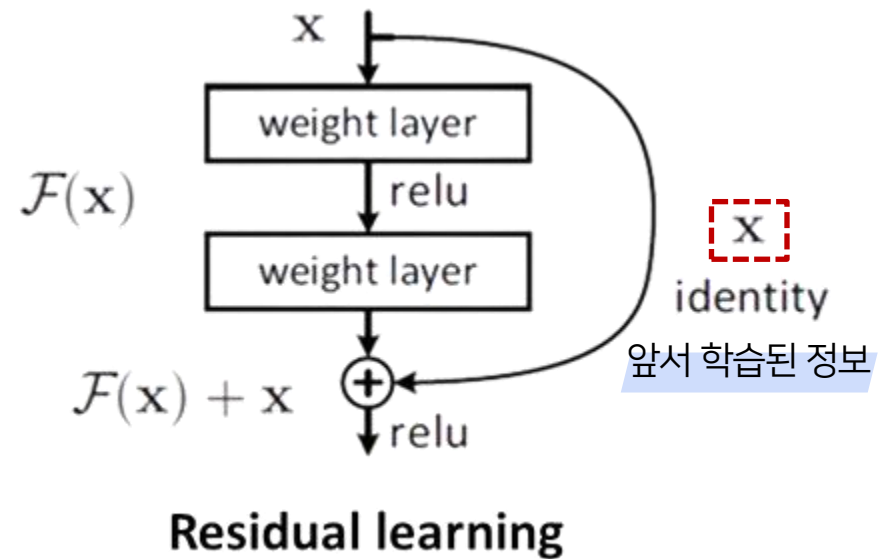 x
weight layer
F(x)
relu
x
weight layer
identity
앞서 학습된 정보
F(x) + x
+
relu
Residual learning